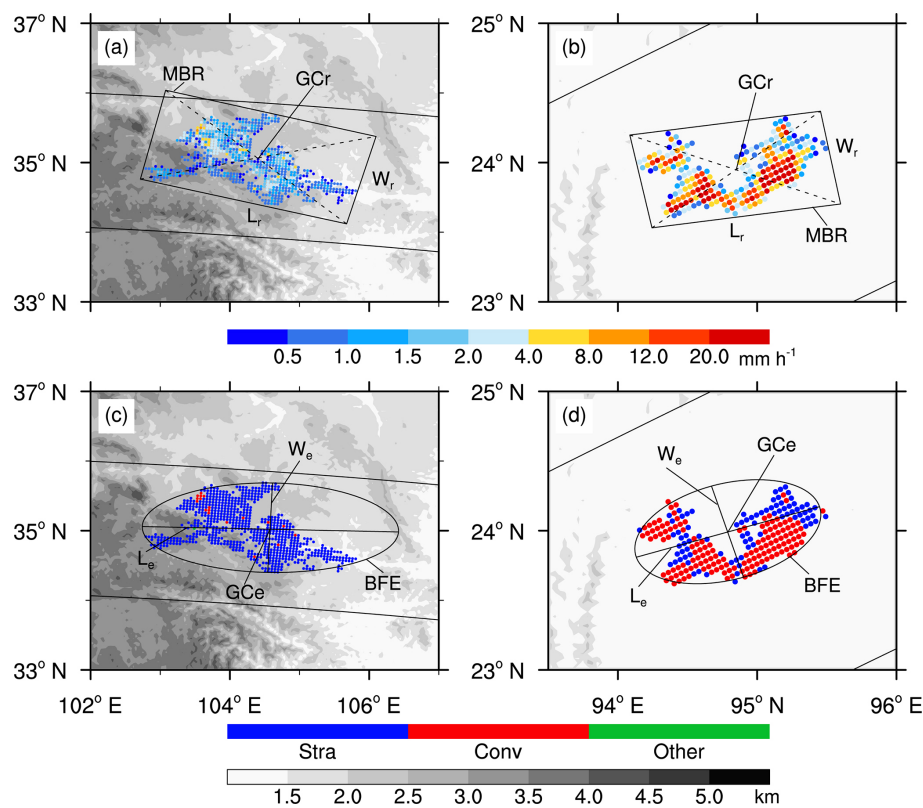 37° N
(a)
MBR
GCr
35° N
Wᵣ
Lᵣ
33° N
25° N
(b)
GCr
24° N
Wᵣ
Lᵣ
MBR
23° N
0.5 1.0 1.5 2.0 4.0 8.0 12.0 20.0 mm h⁻¹
37° N
(c)
Wₑ
35° N
Lₑ
GCe
BFE
33° N
102° E 104° E 106° E
25° N
(d)
Wₑ
GCe
24° N
Lₑ
BFE
23° N
94° E 95° E 96° E
Stra Conv Other
1.5 2.0 2.5 3.0 3.5 4.0 4.5 5.0 km